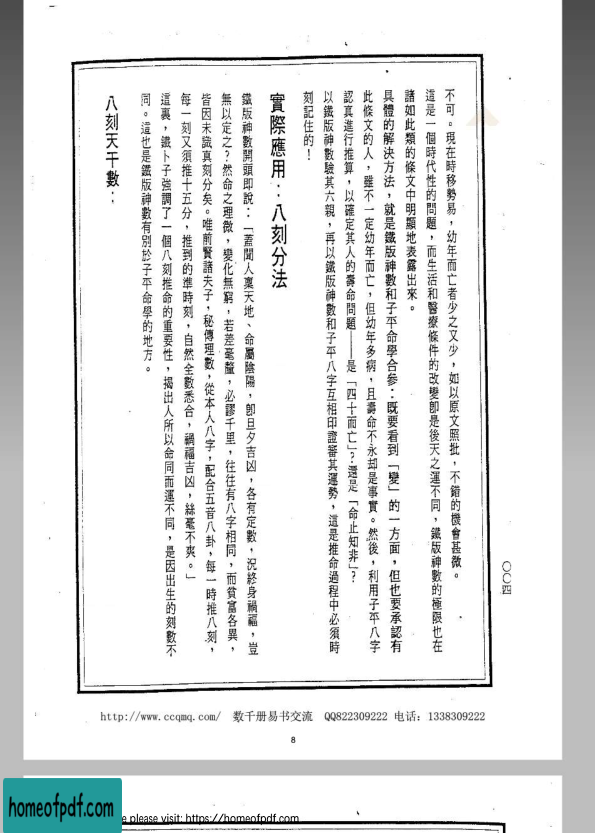 不可。現在時移勢易，幼年而亡者少之又少，如以原文照批，不錯的機會甚微。
這是一個時代性的問題，而生活和醫療條件的改變卽是後天之運不同，鐵版神數的極限也在
諸如此類的條文中明顯地表露出來。
具體的解決方法，就是鐵版神數和子平命學合參：既要看到「變」的一方面，但也要承認有
此條文的人，雖不一定幼年而亡，但幼年多病，且壽命不永却是事實。然後，利用子平八字
認真進行推算，以確定其人的壽命問題——是「四十而亡」？還是「命止知非」？
以鐵版神數驗其六親，再以鐵版神數和子平八字互相印證審其運勢，這是推命過程中必須時
刻記住的！
實際應用：八刻分法
鐵版神數開頭即說：「蓋聞人稟天地、命屬陰陽，卽旦夕吉凶，各有定數，況終身禍福，豈
無以定之？然命之理微，變化無窮，若差毫釐，必謬千里，往往有八字相同，而貧富各異，
皆因未識真刻分矣。唯前賢諸夫子，秘傳理數，從本人八字，配合五音八卦，每一時推八刻，
每一刻又須推十五分，推到的準時刻，自然全數悉合，禍福吉凶，絲毫不爽。」
這裏，鐵卜子強調了一個八刻推命的重要性，揭出人所以命同而運不同，是因出生的刻數不
同。這也是鐵版神數有別於子平命學的地方。
八刻天干數：
〇〇四
http://www.ccqmq.com/ 数千册易书交流 QQ822309222 电话：1338309222
8
homeofpdf.com
e please visit: https://homeofpdf.com